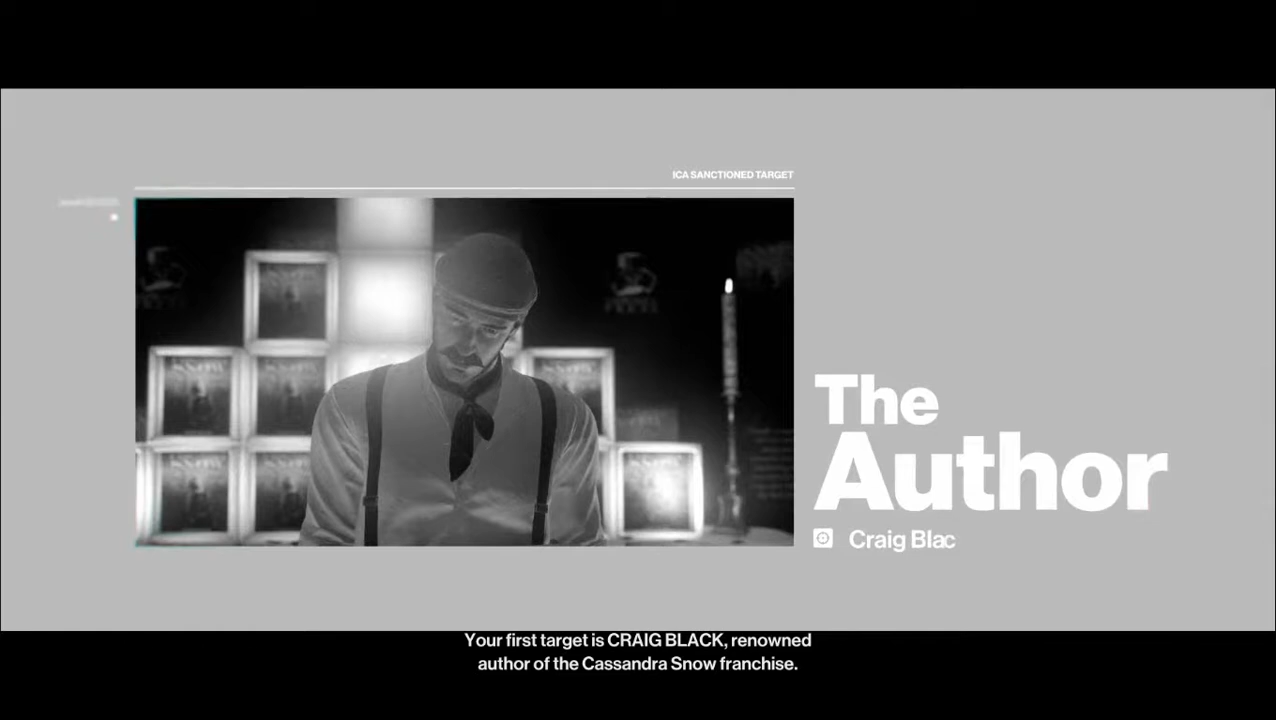 ICA SANCTIONED TARGET
The
Author
Craig Blac
Your first target is CRAIG BLACK, renowned
author of the Cassandra Snow franchise.